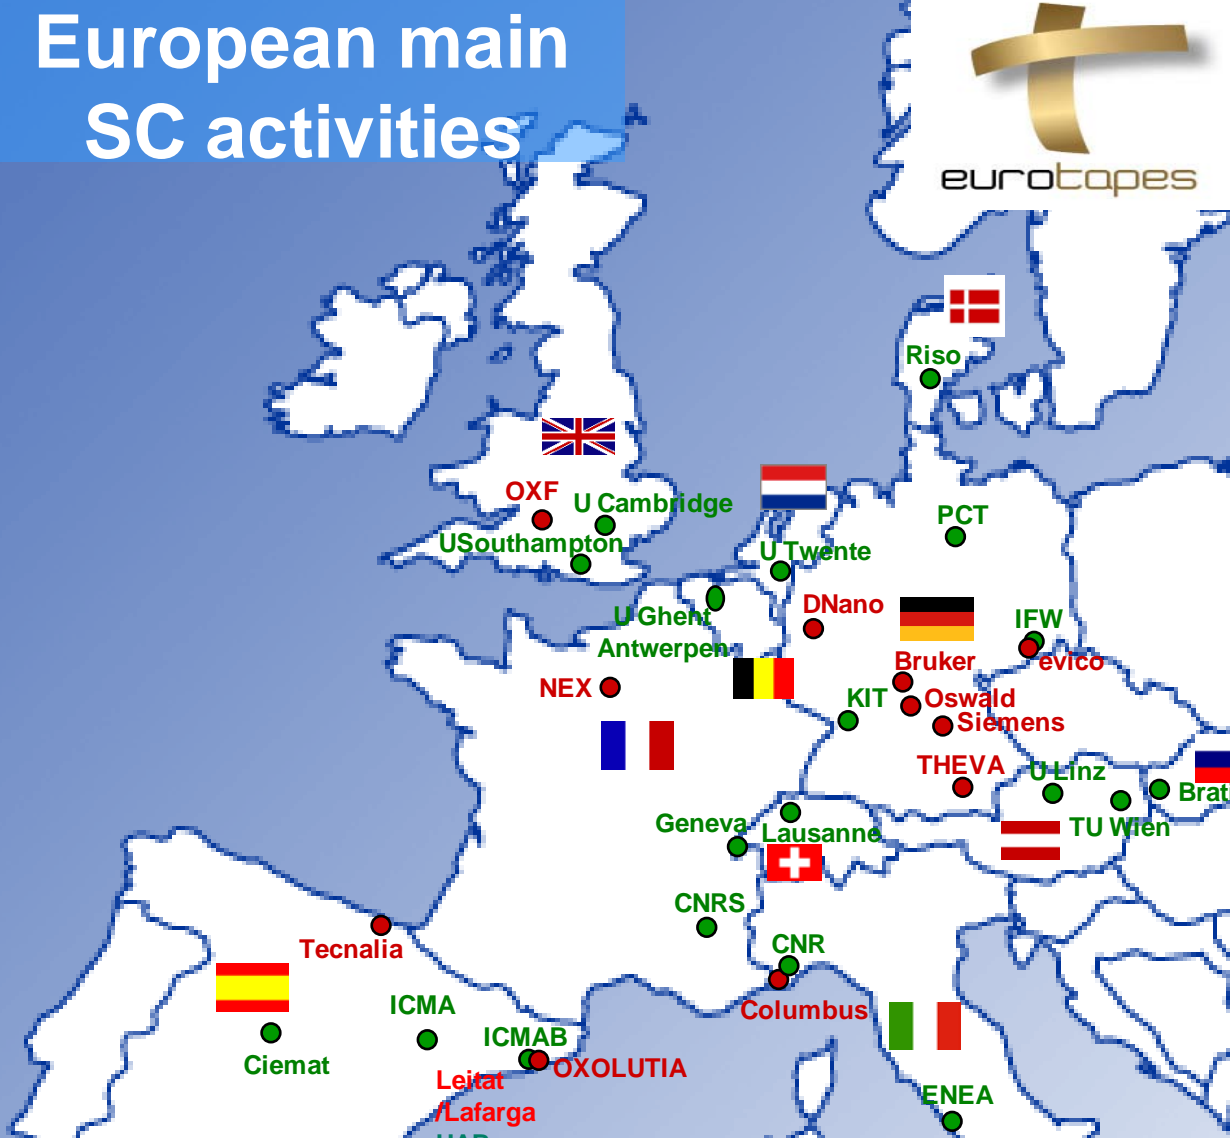 European main
SC activities
eurotapes
Riso
OXF
U Cambridge
USouthampton
U Twente
PCT
U Ghent
Antwerpen
DNano
IFW
evico
Bruker
NEX
KIT
Oswald
Siemens
THEVA
U Linz
Brat
TU Wien
Geneva
Lausanne
CNRS
CNR
Tecnalia
Columbus
ICMA
ICMAB
Ciemat
OXOLUTIA
Leitat
/Lafarga
ENEA